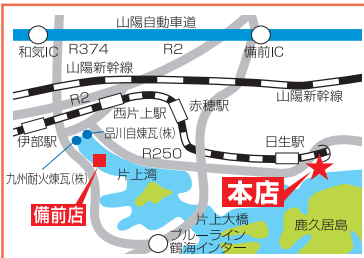 山陽自動車道
和気IC
R374
R2
備前IC
山陽新幹線
山陽新幹線
R2
西片上駅
赤穂駅
伊部駅
品川白煉瓦(株)
日生駅
R250
九州耐火煉瓦(株)
片上湾
備前店
本店
片上大橋
鹿久居島
ブルーライン
鶴海インター